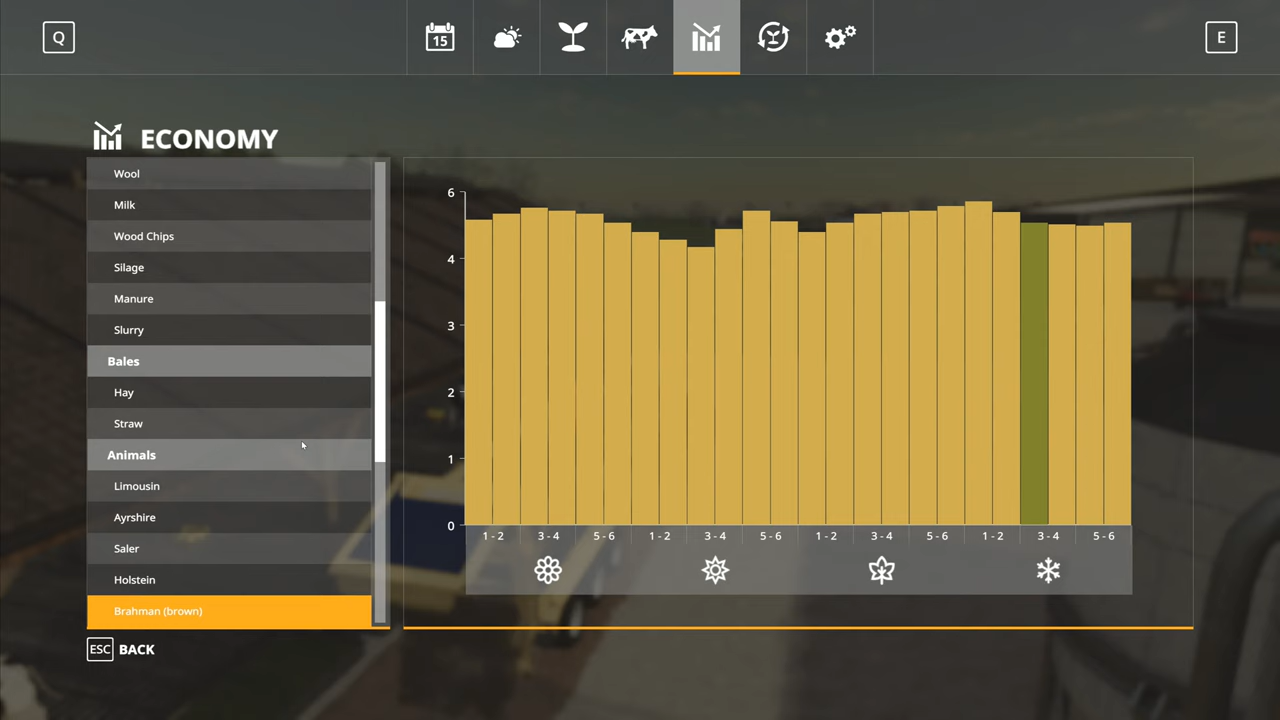 Q
15
E
ECONOMY
Wool
Milk
Wood Chips
Silage
Manure
Slurry
Bales
Hay
Straw
Animals
Limousin
Ayrshire
Saler
Holstein
Brahman (brown)
6
4
3
2
1
0
1 - 2 3 - 4 5 - 6 1 - 2 3 - 4 5 - 6 1 - 2 3 - 4 5 - 6 1 - 2 3 - 4 5 - 6
ESC BACK